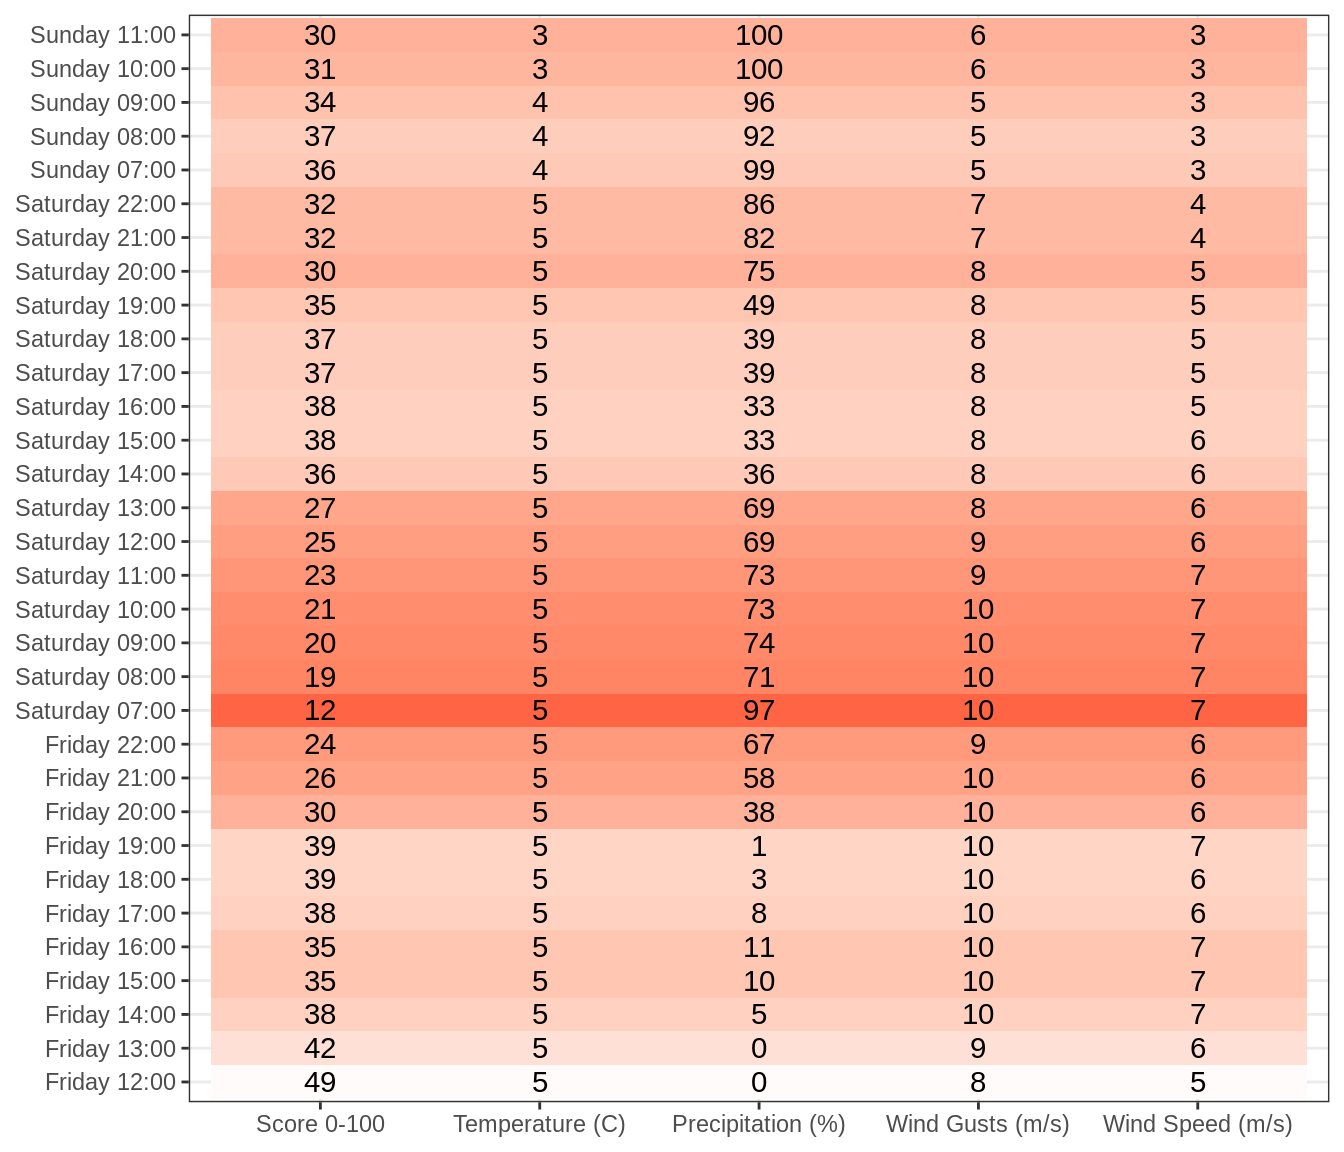 Sunday 11:00 30 3 100 6 3
Sunday 10:00 31 3 100 6 3
Sunday 09:00 34 4 96 5 3
Sunday 08:00 37 4 92 5 3
Sunday 07:00 36 4 99 5 3
Saturday 22:00 32 5 86 7 4
Saturday 21:00 32 5 82 7 4
Saturday 20:00 30 5 75 8 5
Saturday 19:00 35 5 49 8 5
Saturday 18:00 37 5 39 8 5
Saturday 17:00 37 5 39 8 5
Saturday 16:00 38 5 33 8 5
Saturday 15:00 38 5 33 8 6
Saturday 14:00 36 5 36 8 6
Saturday 13:00 27 5 69 8 6
Saturday 12:00 25 5 69 9 6
Saturday 11:00 23 5 73 9 7
Saturday 10:00 21 5 73 10 7
Saturday 09:00 20 5 74 10 7
Saturday 08:00 19 5 71 10 7
Saturday 07:00 12 5 97 10 7
Friday 22:00 24 5 67 9 6
Friday 21:00 26 5 58 10 6
Friday 20:00 30 5 38 10 6
Friday 19:00 39 5 1 10 7
Friday 18:00 39 5 3 10 6
Friday 17:00 38 5 8 10 6
Friday 16:00 35 5 11 10 7
Friday 15:00 35 5 10 10 7
Friday 14:00 38 5 5 10 7
Friday 13:00 42 5 0 9 6
Friday 12:00 49 5 0 8 5
Score 0-100 Temperature (C) Precipitation (%) Wind Gusts (m/s) Wind Speed (m/s)